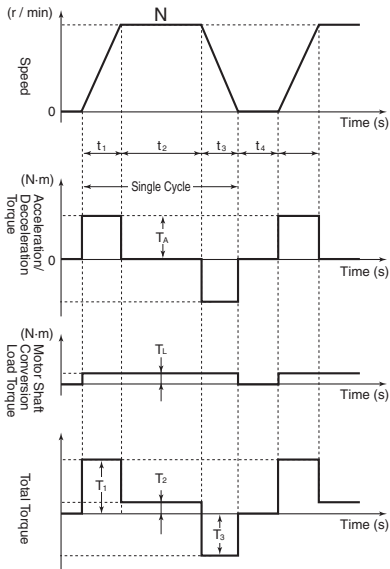 (r / min)
N
Speed
0
Time (s)
t1
t2
t3
t4
Single Cycle
(N·m)
Acceleration/
Decceleration
Torque
TA
0
Time (s)
(N·m)
Motor Shaft
Conversion
Load Torque
TL
Time (s)
Total Torque
T1
T2
T3
Time (s)